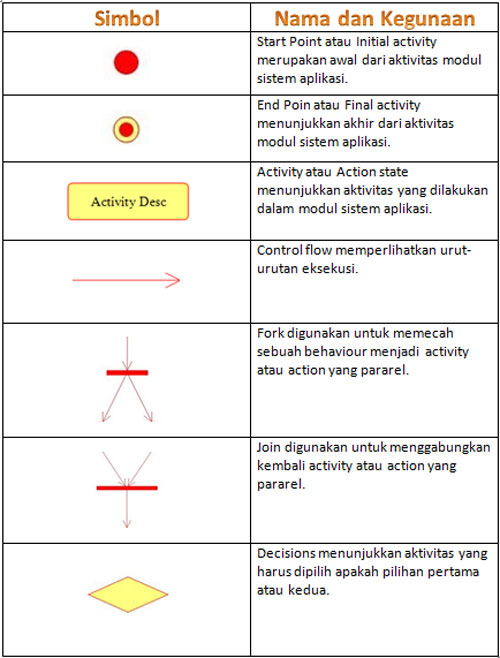 Simbol
Nama dan Kegunaan
Start Point atau Initial activity
merupakan awal dari aktivitas modul
sistem aplikasi.
End Poin atau Final activity
menunjukkan akhir dari aktivitas
modul sistem aplikasi.
Activity Desc
Activity atau Action state
menunjukkan aktivitas yang dilakukan
dalam modul sistem aplikasi.
Control flow memperlihatkan urut-
urutan eksekusi.
Fork digunakan untuk memecah
sebuah behaviour menjadi activity
atau action yang pararel.
Join digunakan untuk menggabungkan
kembali activity atau action yang
pararel.
Decisions menunjukkan aktivitas yang
harus dipilih apakah pilihan pertama
atau kedua.